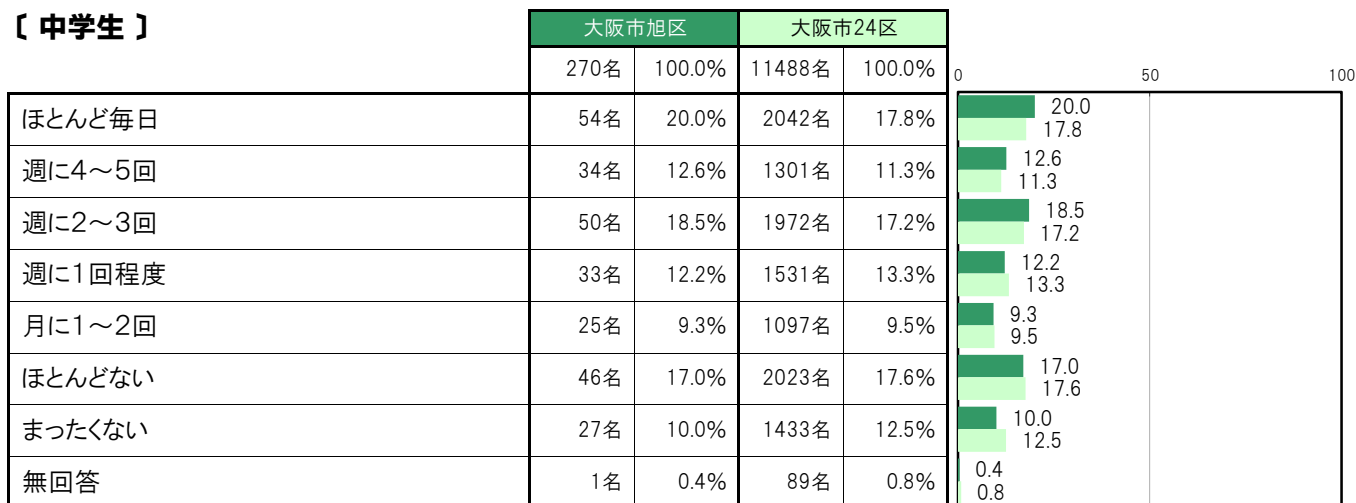 〔 中学生 〕
大阪市旭区 大阪市24区
270名 100.0% 11488名 100.0%
0 50 100
ほとんど毎日 54名 20.0% 2042名 17.8%
20.0
17.8
週に4～5回 34名 12.6% 1301名 11.3%
12.6
11.3
週に2～3回 50名 18.5% 1972名 17.2%
18.5
17.2
週に1回程度 33名 12.2% 1531名 13.3%
12.2
13.3
月に1～2回 25名 9.3% 1097名 9.5%
9.3
9.5
ほとんどない 46名 17.0% 2023名 17.6%
17.0
17.6
まったくない 27名 10.0% 1433名 12.5%
10.0
12.5
無回答 1名 0.4% 89名 0.8%
0.4
0.8